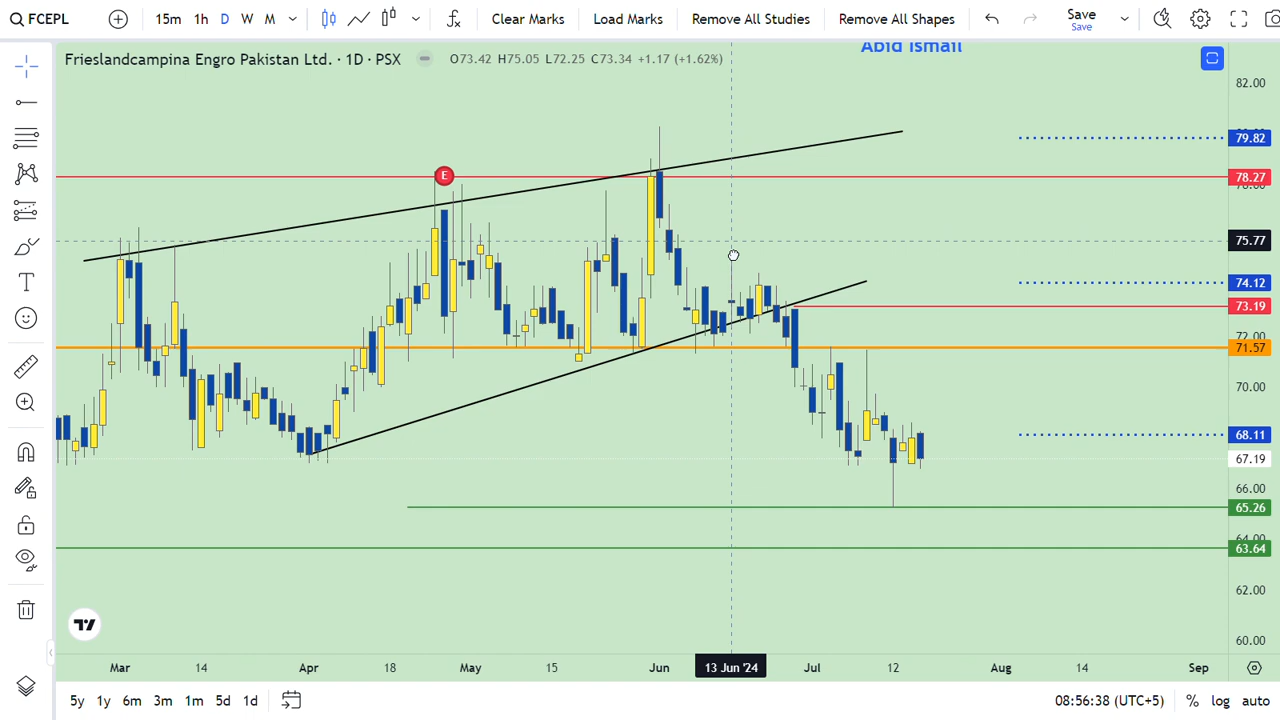 FCEPL 15m 1h D W M Clear Marks Load Marks Remove All Studies Remove All Shapes Save
Save
Abid Ismail
Frieslandcampina Engro Pakistan Ltd. · 1D · PSX O73.42 H75.05 L72.25 C73.34 +1.17 (+1.62%)
82.00
79.82
E
78.27
78.00
75.77
T
74.12
73.19
72.00
71.57
70.00
68.11
67.19
66.00
65.26
64.00
63.64
62.00
60.00
Mar 14 Apr 18 May 15 Jun 13 Jun '24 Jul 12 Aug 14 Sep
5y 1y 6m 3m 1m 5d 1d 08:56:38 (UTC+5) % log auto